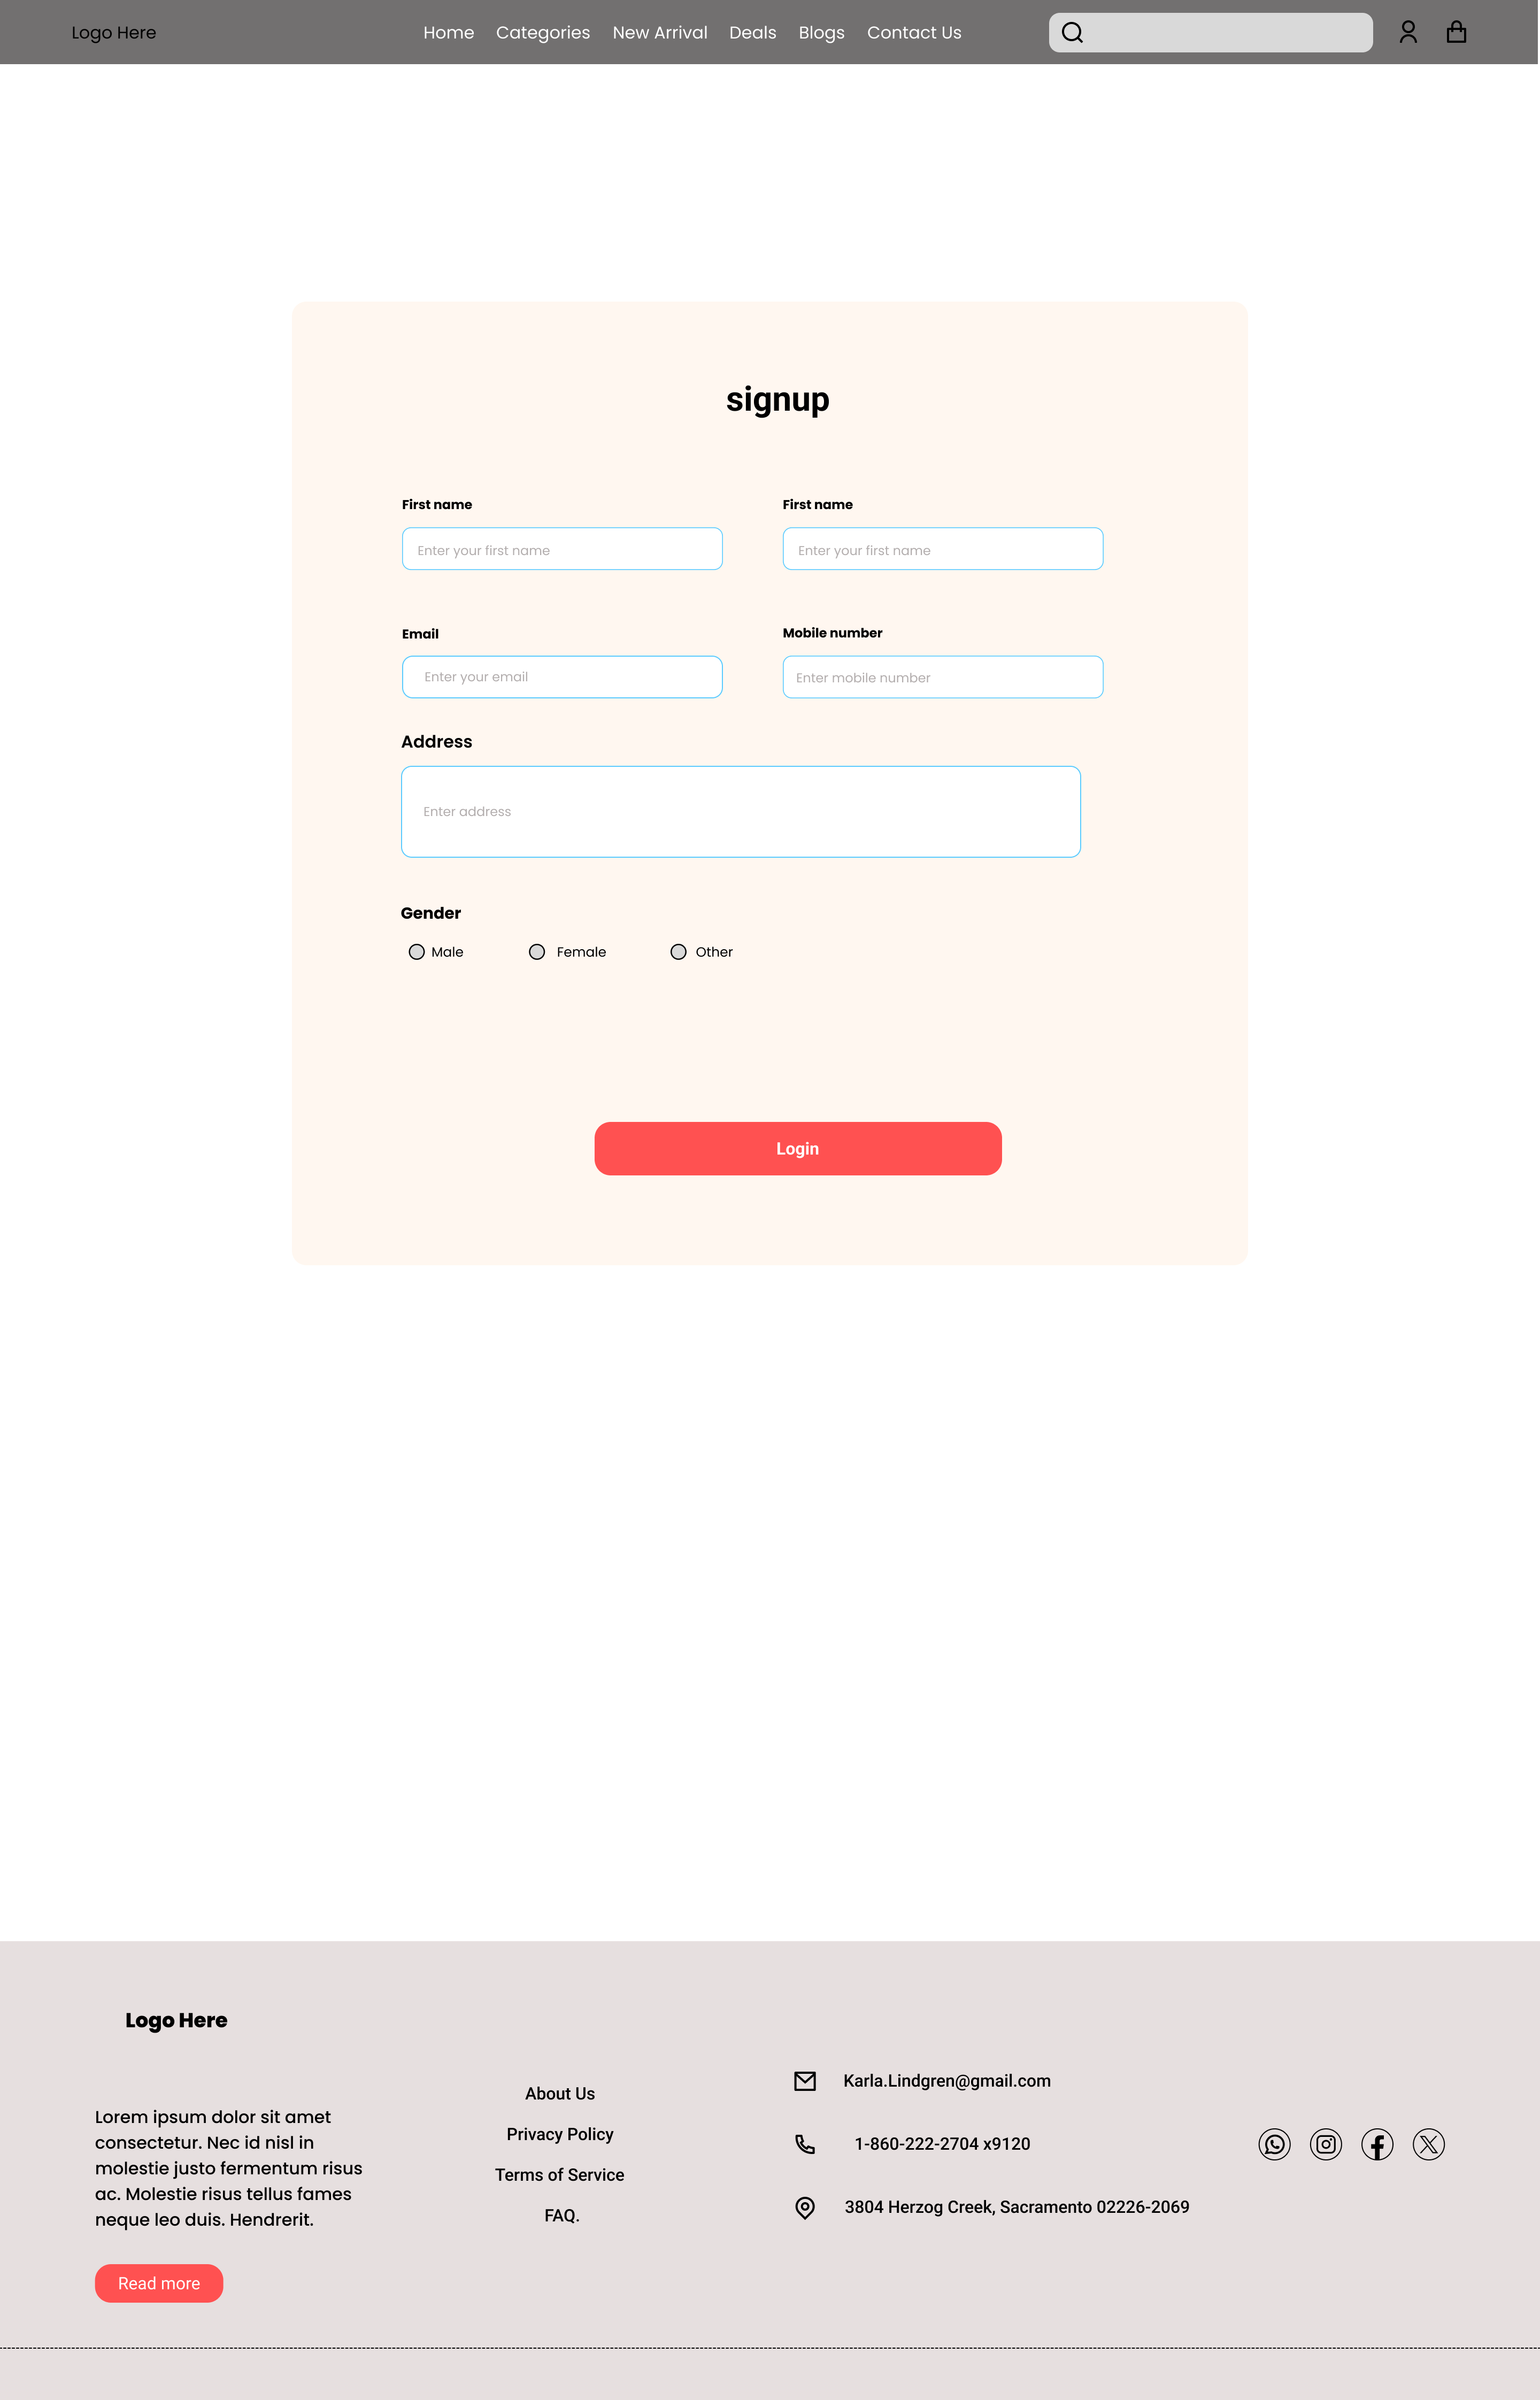 Logo Here
Home Categories New Arrival Deals Blogs Contact Us
signup
First name
First name
Enter your first name
Enter your first name
Email
Mobile number
Enter your email
Enter mobile number
Address
Enter address
Gender
Male
Female
Other
Login
Logo Here
Lorem ipsum dolor sit amet
consectetur. Nec id nisl in
molestie justo fermentum risus
ac. Molestie risus tellus fames
neque leo duis. Hendrerit.
Read more
About Us
Privacy Policy
Terms of Service
FAQ.
Karla.Lindgren@gmail.com
1-860-222-2704 x9120
3804 Herzog Creek, Sacramento 02226-2069